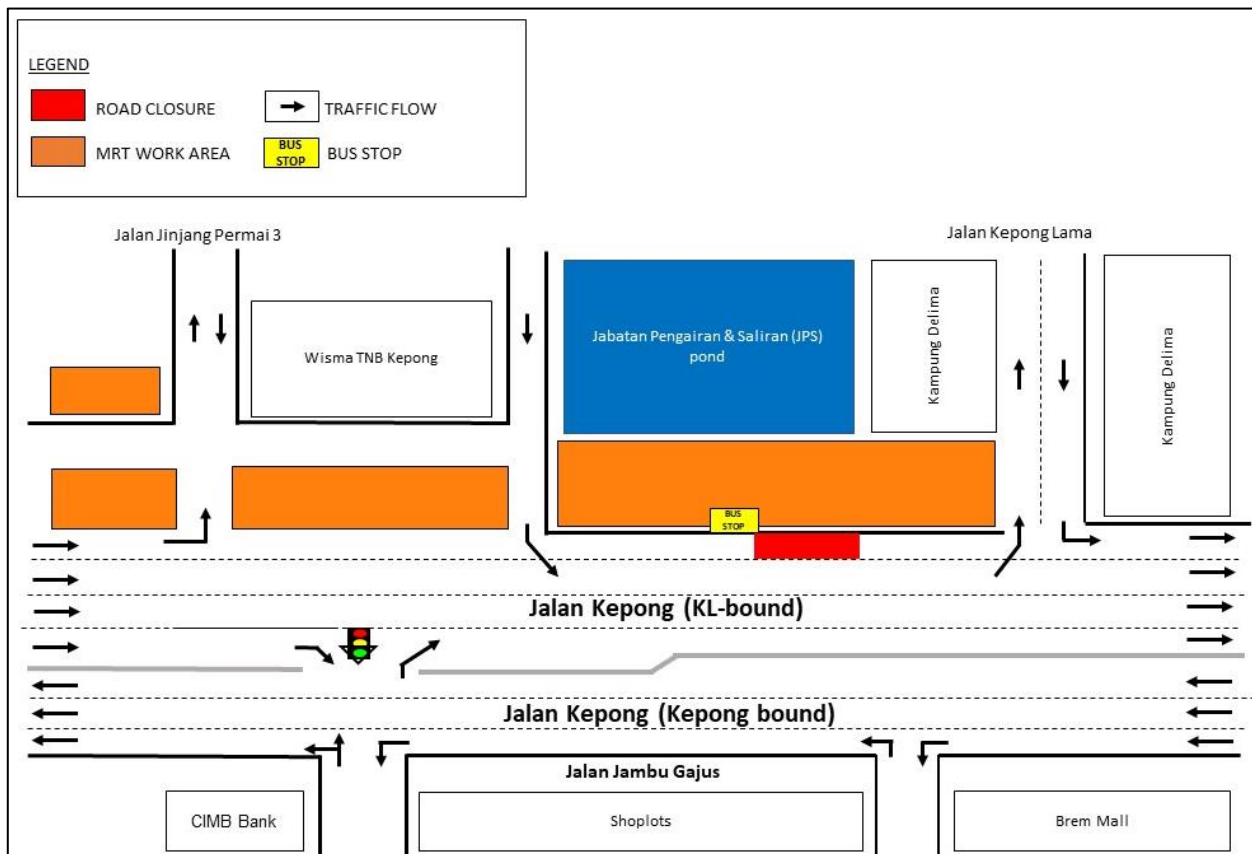 LEGEND
ROAD CLOSURE
TRAFFIC FLOW
MRT WORK AREA
BUS
STOP
BUS STOP
Jalan Jinjang Permai 3
Jalan Kepong Lama
Wisma TNB Kepong
Jabatan Pengairan & Saliran (JPS)
pond
Kampung Delima
Kampung Delima
BUS
STOP
Jalan Kepong (KL-bound)
Jalan Kepong (Kepong bound)
Jalan Jambu Gajus
CIMB Bank
Shoplots
Brem Mall